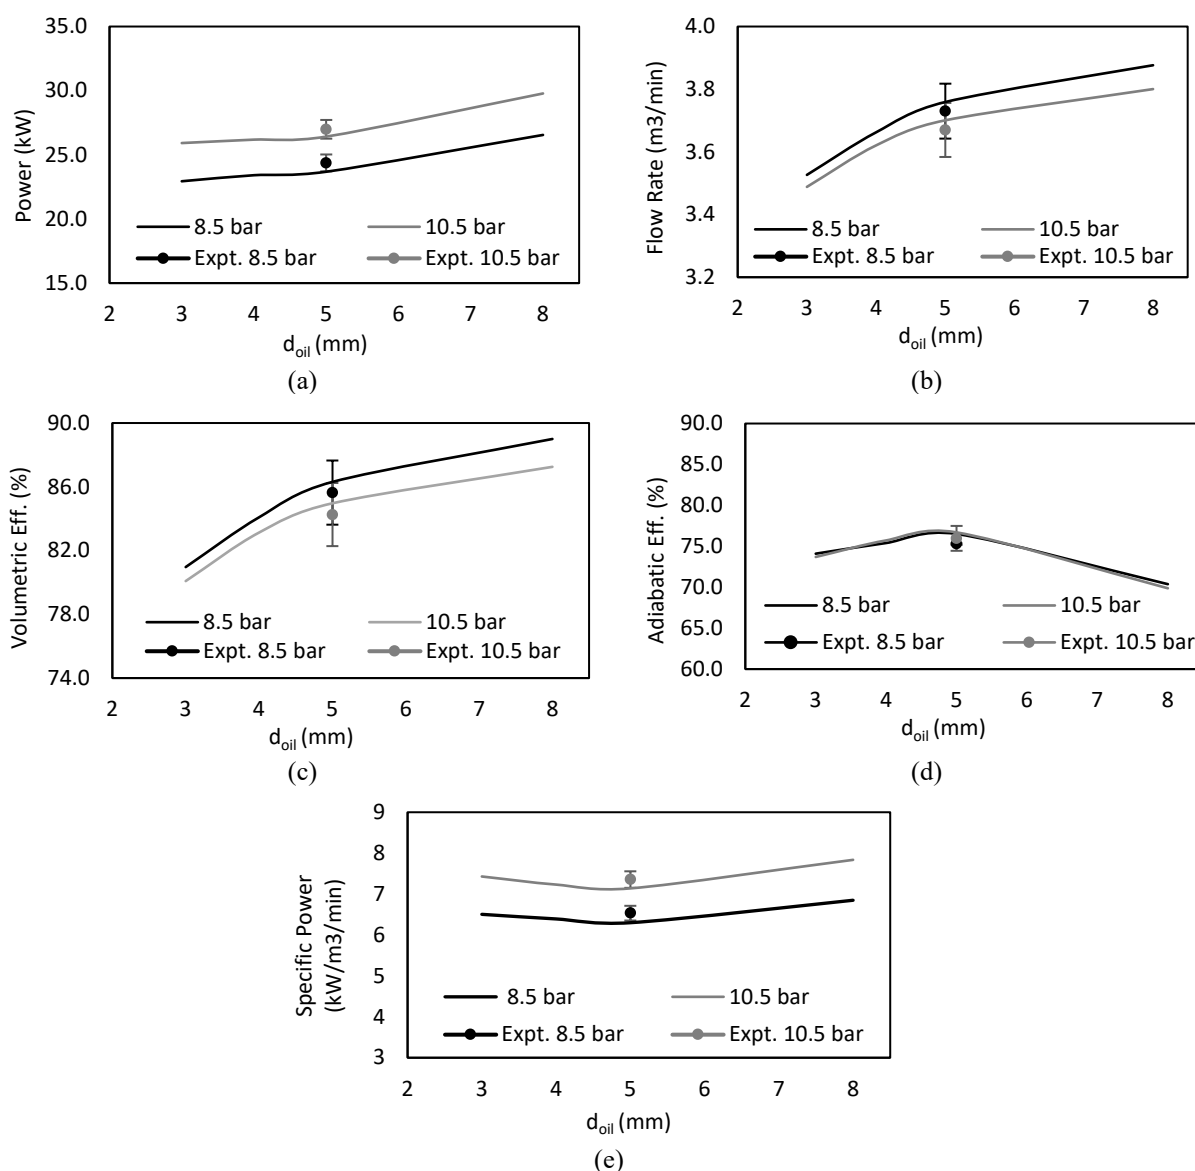 35.0
30.0
25.0
20.0
15.0
Power (kW)
8.5 bar
10.5 bar
Expt. 8.5 bar
Expt. 10.5 bar
2 3 4 5 6 7 8
doil (mm)
(a)
4.0
3.8
3.6
3.4
3.2
Flow Rate (m3/min)
8.5 bar
10.5 bar
Expt. 8.5 bar
Expt. 10.5 bar
2 3 4 5 6 7 8
doil (mm)
(b)
90.0
86.0
82.0
78.0
74.0
Volumetric Eff. (%)
8.5 bar
10.5 bar
Expt. 8.5 bar
Expt. 10.5 bar
2 3 4 5 6 7 8
doil (mm)
(c)
90.0
85.0
80.0
75.0
70.0
65.0
60.0
Adiabatic Eff. (%)
8.5 bar
10.5 bar
Expt. 8.5 bar
Expt. 10.5 bar
2 3 4 5 6 7 8
doil (mm)
(d)
9
8
7
6
5
4
3
Specific Power
(kW/m3/min)
8.5 bar
10.5 bar
Expt. 8.5 bar
Expt. 10.5 bar
2 3 4 5 6 7 8
doil (mm)
(e)